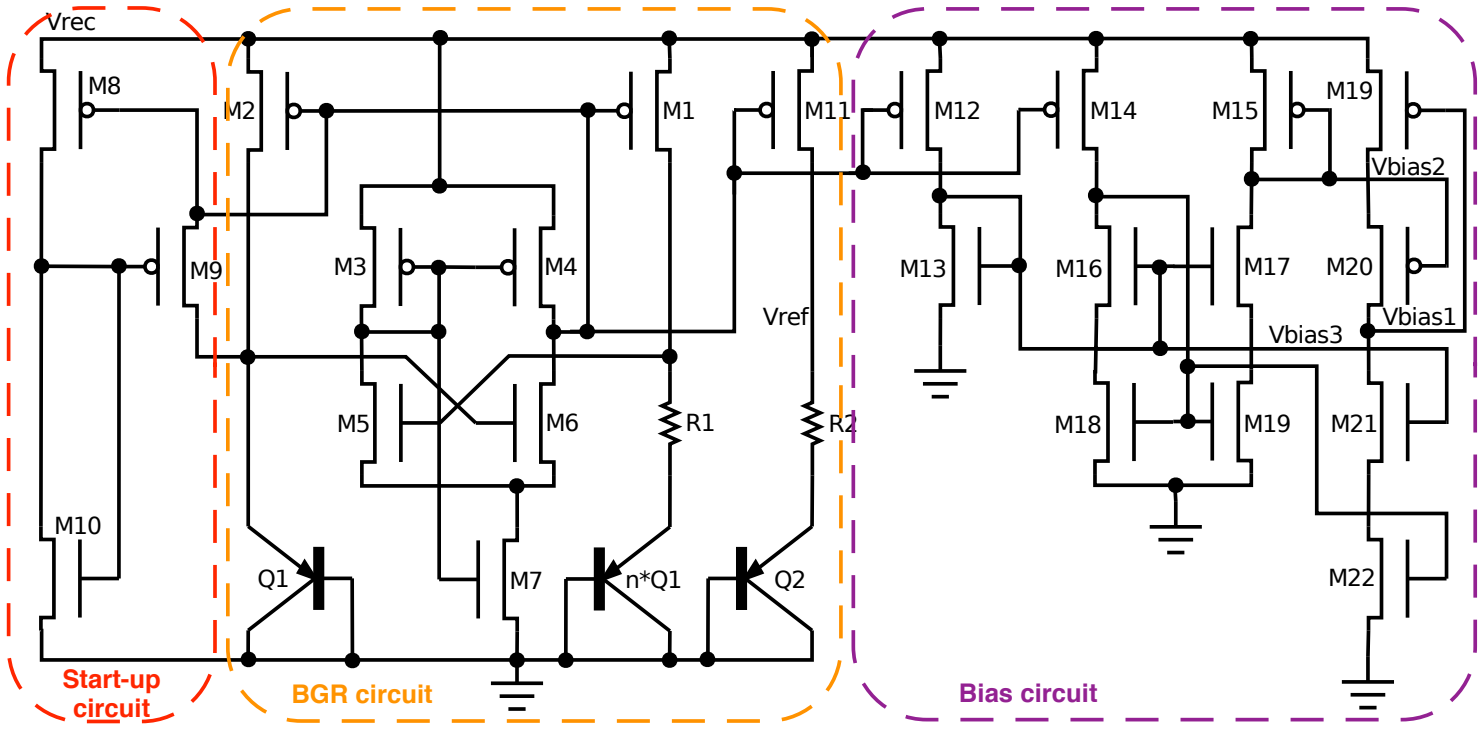 Vrec
M8
M2
M1
M11
M12
M14
M15
M19
Vbias2
M9
M3
M4
M13
M16
M17
M20
Vref
Vbias1
Vbias3
M5
M6
R1
R2
M18
M19
M21
M10
Q1
M7
n*Q1
Q2
M22
Start-up
circuit
BGR circuit
Bias circuit